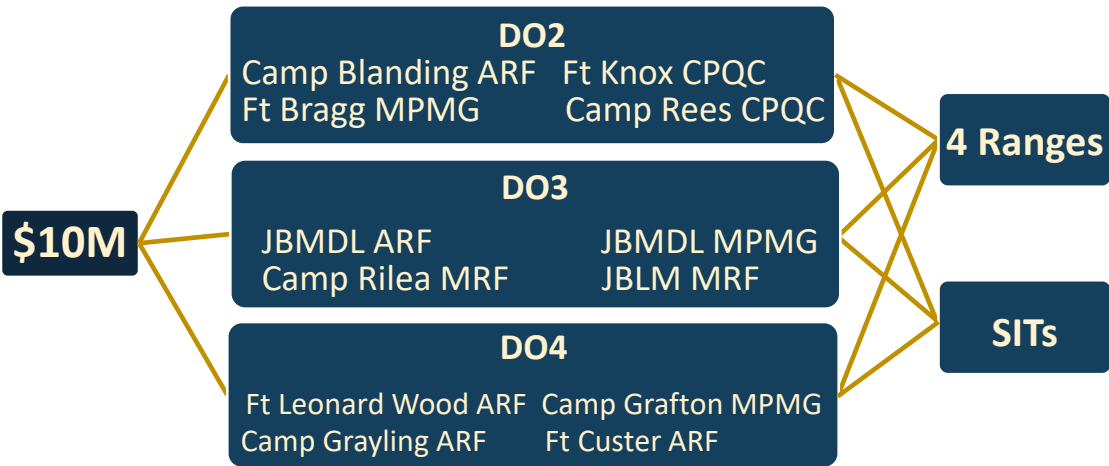 $10M
DO2
Camp Blanding ARF Ft Knox CPQC
Ft Bragg MPMG Camp Rees CPQC
DO3
JBMDL ARF JBMDL MPMG
Camp Rilea MRF JBLM MRF
DO4
Ft Leonard Wood ARF Camp Grafton MPMG
Camp Grayling ARF Ft Custer ARF
4 Ranges
SITs